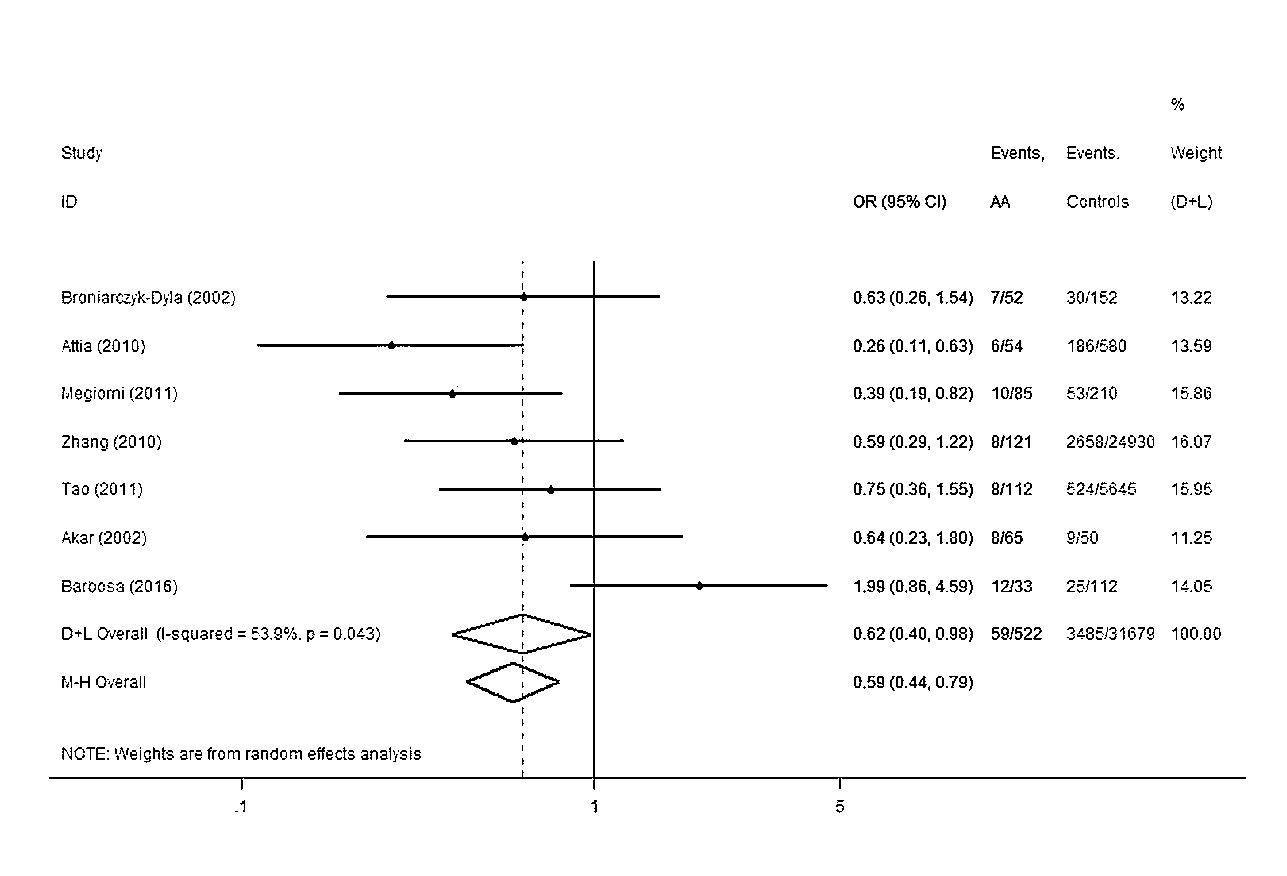 %
Study Events, Events, Weight
ID OR (95% CI) AA Controls (D+L)
Broniarczyk-Dyla (2002) 0.63 (0.26, 1.54) 7/52 30/152 13.22
Attia (2010) 0.26 (0.11, 0.63) 6/54 186/580 13.59
Megiorni (2011) 0.39 (0.19, 0.82) 10/85 53/210 15.86
Zhang (2010) 0.59 (0.29, 1.22) 8/121 2658/24930 16.07
Tao (2011) 0.75 (0.36, 1.55) 8/112 524/5645 15.95
Akar (2002) 0.64 (0.23, 1.80) 8/65 9/50 11.25
Barbosa (2016) 1.99 (0.86, 4.59) 12/33 25/112 14.05
D+L Overall (I-squared = 53.9%, p = 0.043) 0.62 (0.40, 0.98) 59/522 3485/31679 100.00
M-H Overall 0.59 (0.44, 0.79)
NOTE: Weights are from random effects analysis
.1 1 5